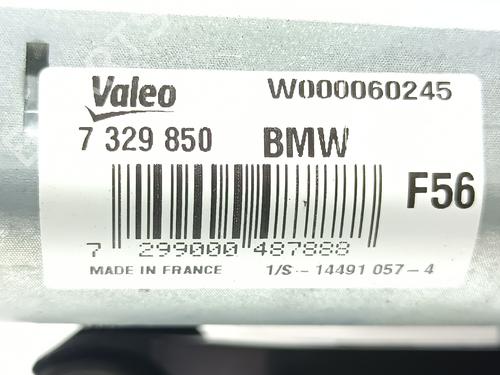 Valeo W000060245
7 329 850 BMW
F56
7 299000 487888
MADE IN FRANCE 1/S - 14491 057-4